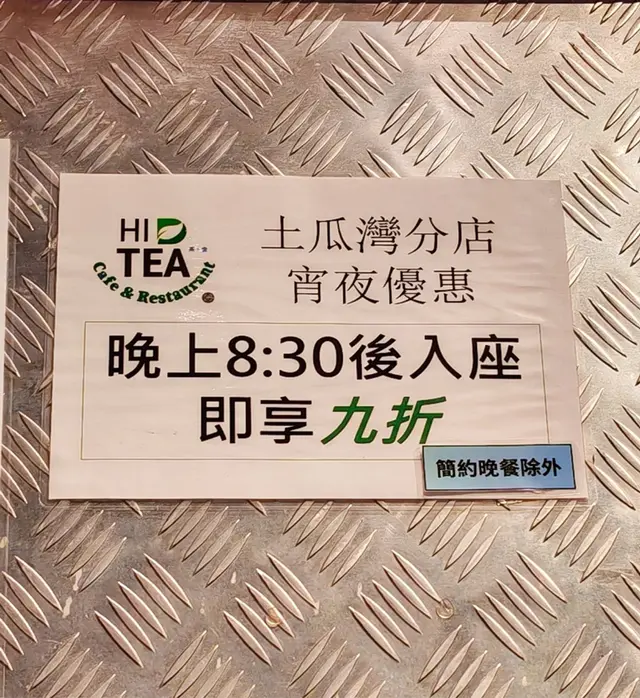 HI
TEA
Cafe & Restaurant
土瓜灣分店
宵夜優惠
晚上8:30後入座
即享九折
簡約晚餐除外